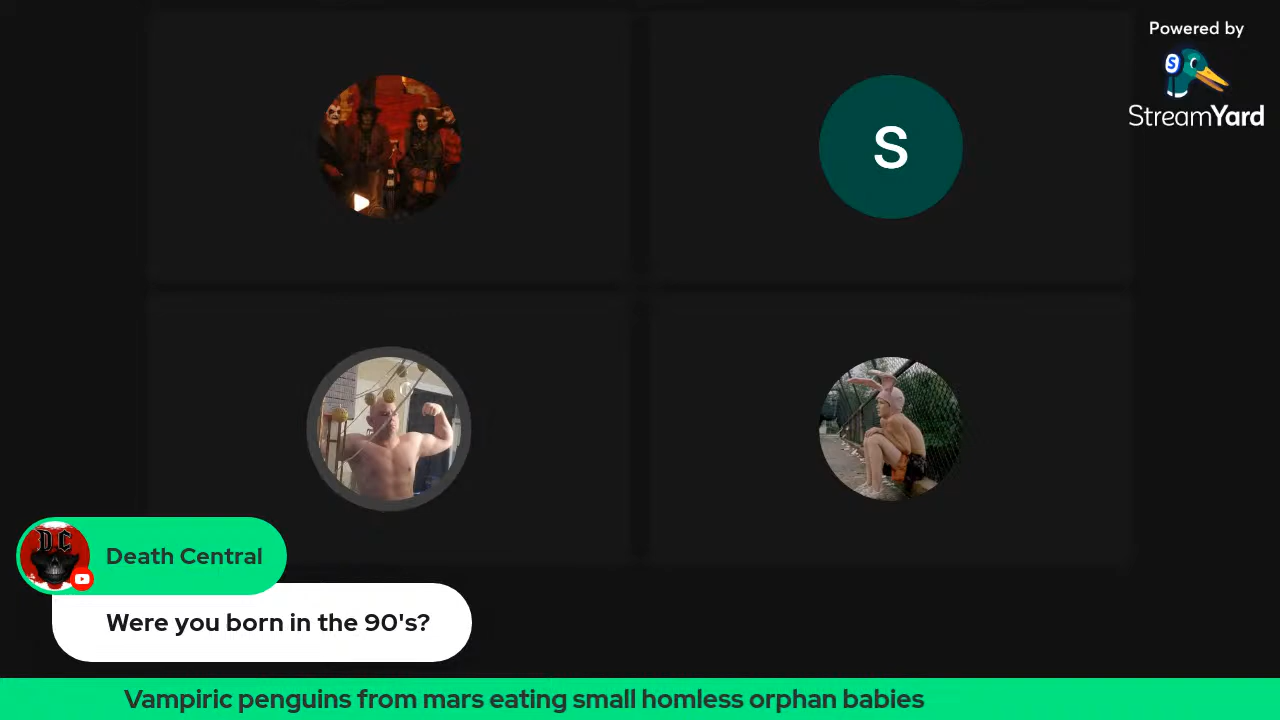 Powered by
S
StreamYard
S
DC
Death Central
Were you born in the 90's?
Vampiric penguins from mars eating small homless orphan babies